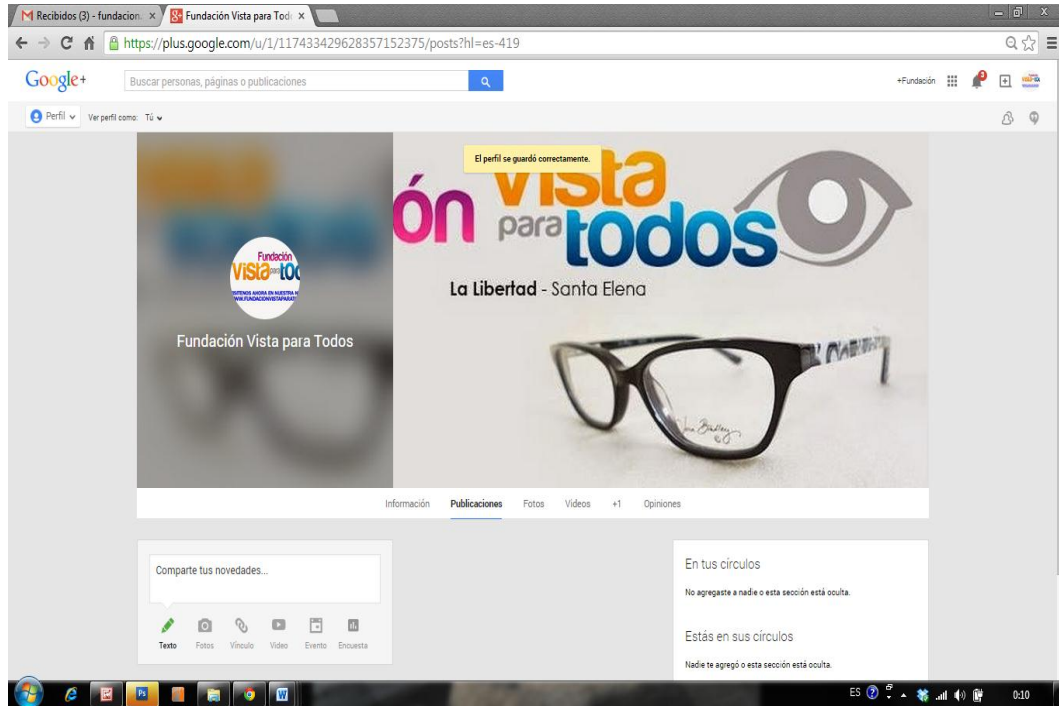 Recibidos (3) - fundacion.
Fundación Vista para Tod
https://plus.google.com/u/1/117433429628357152375/posts?hl=es-419
Google+
Buscar personas, páginas o publicaciones
+Fundación
Perfil
Ver perfil como: Tú
El perfil se guardó correctamente.
ón vista
para todos
La Libertad - Santa Elena
Fundación
Vista para tod
Fundación Vista para Todos
Información Publicaciones Fotos Videos +1 Opiniones
Comparte tus novedades...
Texto Fotos Vínculo Video Evento Encuesta
En tus círculos
No agregaste a nadie o esta sección está oculta.
Estás en sus círculos
Nadie te agregó o esta sección está oculta.
ES
0:10